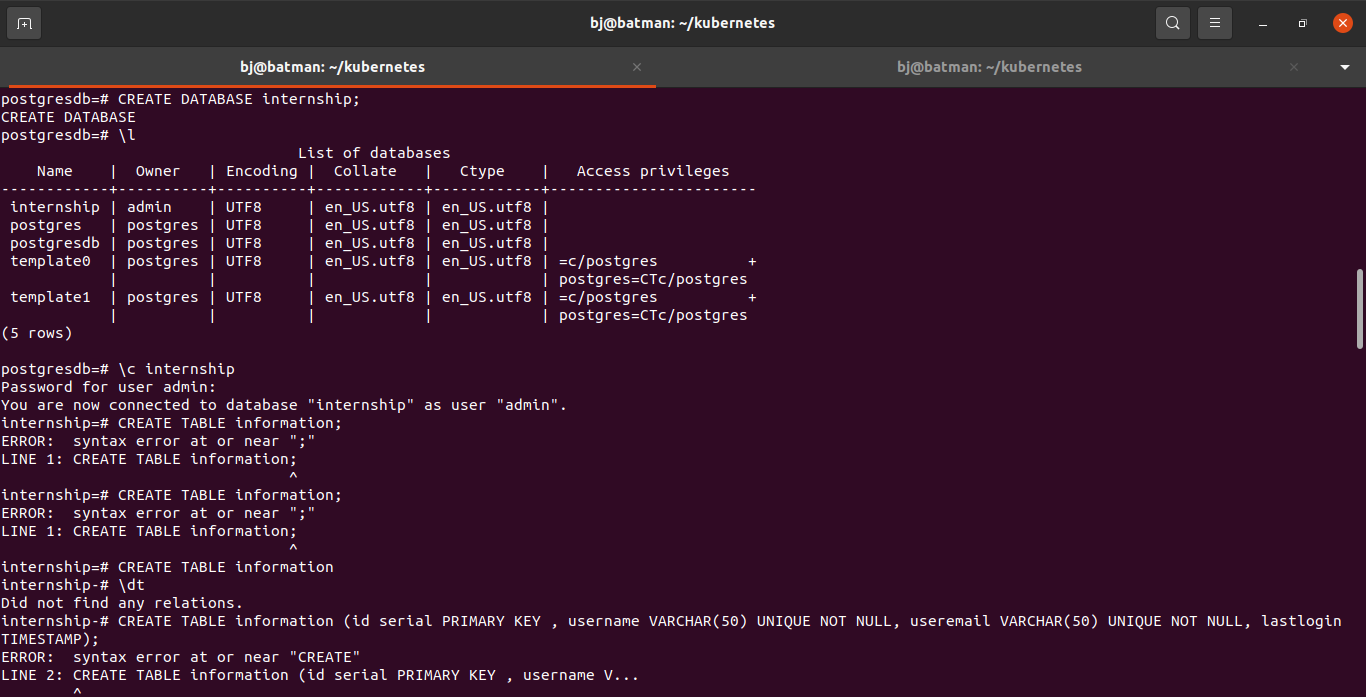 bj@batman: ~/kubernetes
bj@batman: ~/kubernetes
bj@batman: ~/kubernetes
postgresdb=# CREATE DATABASE internship;
CREATE DATABASE
postgresdb=# \l
                                 List of databases
    Name    |  Owner   | Encoding |  Collate   |   Ctype    |   Access privileges
------------+----------+----------+------------+------------+-----------------------
 internship | admin    | UTF8     | en_US.utf8 | en_US.utf8 |
 postgres   | postgres | UTF8     | en_US.utf8 | en_US.utf8 |
 postgresdb | postgres | UTF8     | en_US.utf8 | en_US.utf8 |
 template0  | postgres | UTF8     | en_US.utf8 | en_US.utf8 | =c/postgres          +
            |          |          |            |            | postgres=CTc/postgres
 template1  | postgres | UTF8     | en_US.utf8 | en_US.utf8 | =c/postgres          +
            |          |          |            |            | postgres=CTc/postgres
(5 rows)

postgresdb=# \c internship
Password for user admin:
You are now connected to database "internship" as user "admin".
internship=# CREATE TABLE information;
ERROR:  syntax error at or near ";"
LINE 1: CREATE TABLE information;
                                ^
internship=# CREATE TABLE information;
ERROR:  syntax error at or near ";"
LINE 1: CREATE TABLE information;
                                ^
internship=# CREATE TABLE information
internship-# \dt
Did not find any relations.
internship-# CREATE TABLE information (id serial PRIMARY KEY , username VARCHAR(50) UNIQUE NOT NULL, useremail VARCHAR(50) UNIQUE NOT NULL, lastlogin
TIMESTAMP);
ERROR:  syntax error at or near "CREATE"
LINE 2: CREATE TABLE information (id serial PRIMARY KEY , username V...
        ^